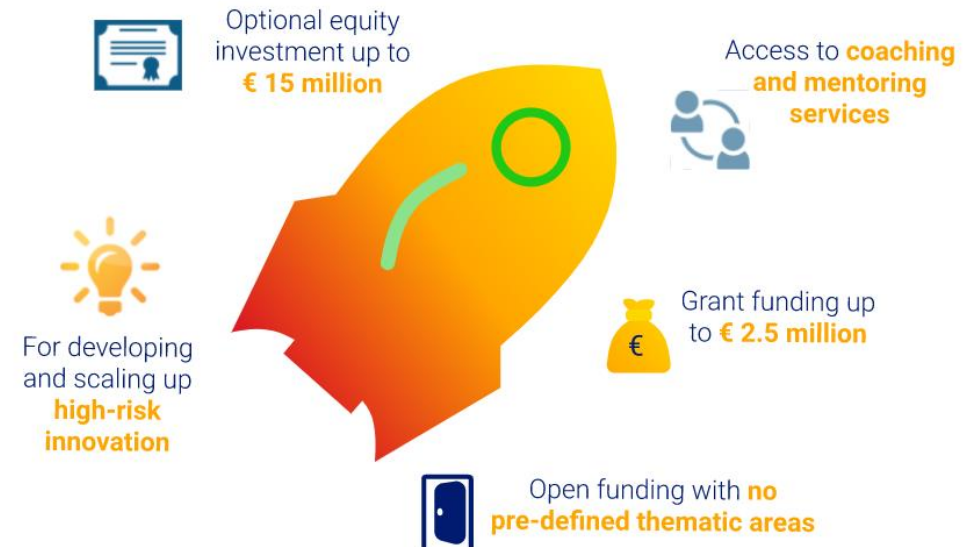 Optional equity
investment up to
€ 15 million
Access to coaching
and mentoring
services
For developing
and scaling up
high-risk
innovation
€
Grant funding up
to € 2.5 million
Open funding with no
pre-defined thematic areas